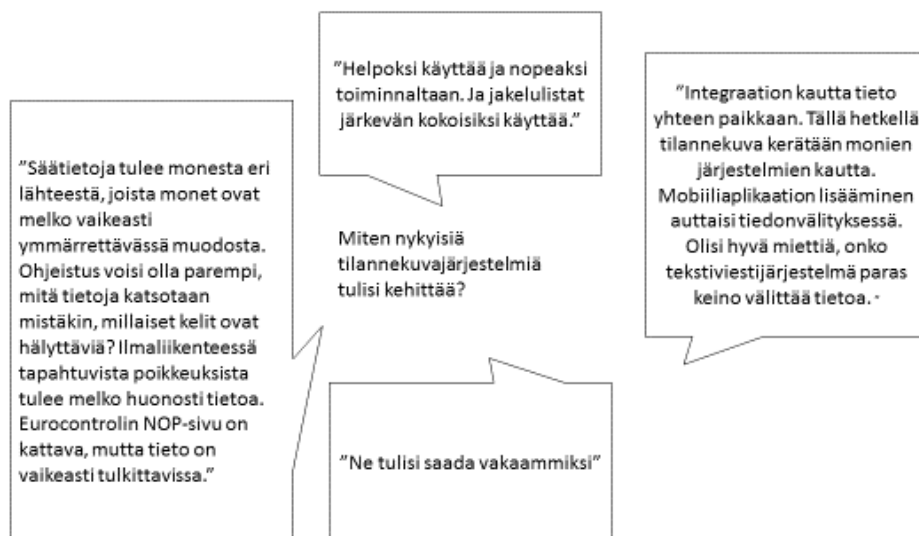 ”Helpoksi käyttää ja nopeaksi
toiminnaltaan. Ja jakelulistat
järkevän kokoisiksi käyttää.”
”Integraation kautta tieto
yhteen paikkaan. Tällä hetkellä
tilannekuva kerätään monien
järjestelmien kautta.
Mobiiliaplikaation lisääminen
auttaisi tiedonvälityksessä.
Olisi hyvä miettiä, onko
tekstiviestijärjestelmä paras
keino välittää tietoa. -
”Säätietoja tulee monesta eri
lähteestä, joista monet ovat
melko vaikeasti
ymmärrettävässä muodosta.
Ohjeistus voisi olla parempi,
mitä tietoja katsotaan
mistäkin, millaiset kelit ovat
hälyttäviä? Ilmaliikenteessä
tapahtuvista poikkeuksista
tulee melko huonosti tietoa.
Eurocontrolin NOP-sivu on
kattava, mutta tieto on
vaikeasti tulkittavissa.”
Miten nykyisiä
tilannekuvajärjestelmiä
tulisi kehittää?
”Ne tulisi saada vakaammiksi”